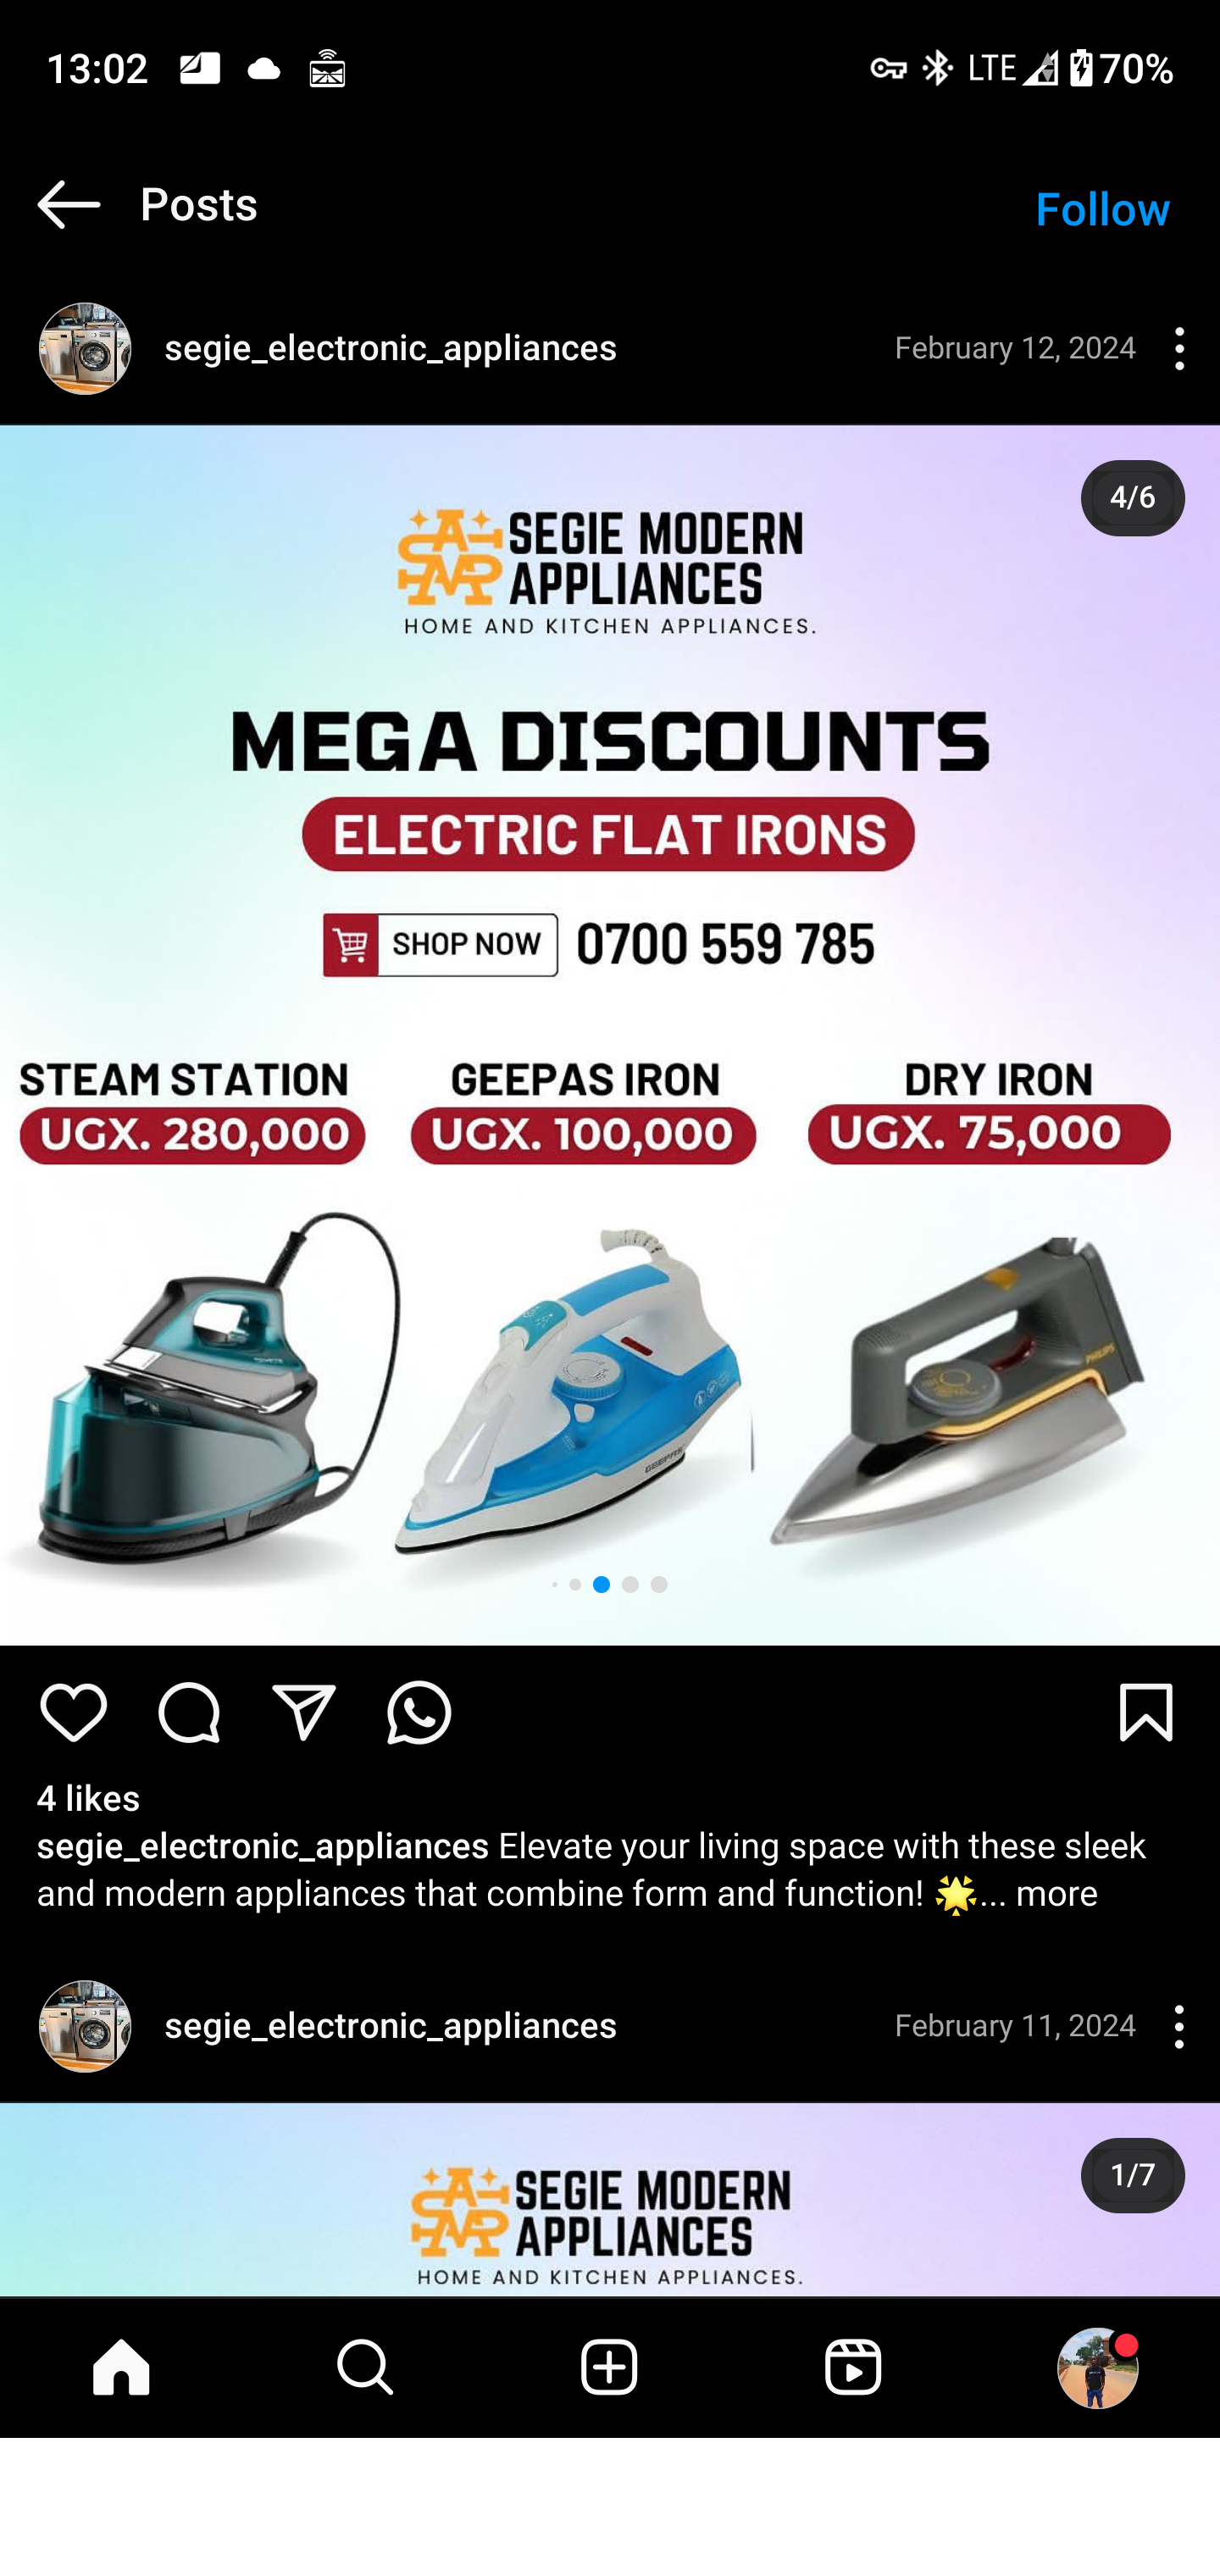 13:02
LTE
70%
Posts
Follow
segie_electronic_appliances
February 12, 2024
4/6
SEGIE MODERN
APPLIANCES
HOME AND KITCHEN APPLIANCES.
MEGA DISCOUNTS
ELECTRIC FLAT IRONS
SHOP NOW
0700 559 785
STEAM STATION
UGX. 280,000
GEEPAS IRON
UGX. 100,000
DRY IRON
UGX. 75,000
PHILIPS
GEEPAS
4 likes
segie_electronic_appliances Elevate your living space with these sleek
and modern appliances that combine form and function! 🌟... more
segie_electronic_appliances
February 11, 2024
1/7
SEGIE MODERN
APPLIANCES
HOME AND KITCHEN APPLIANCES.